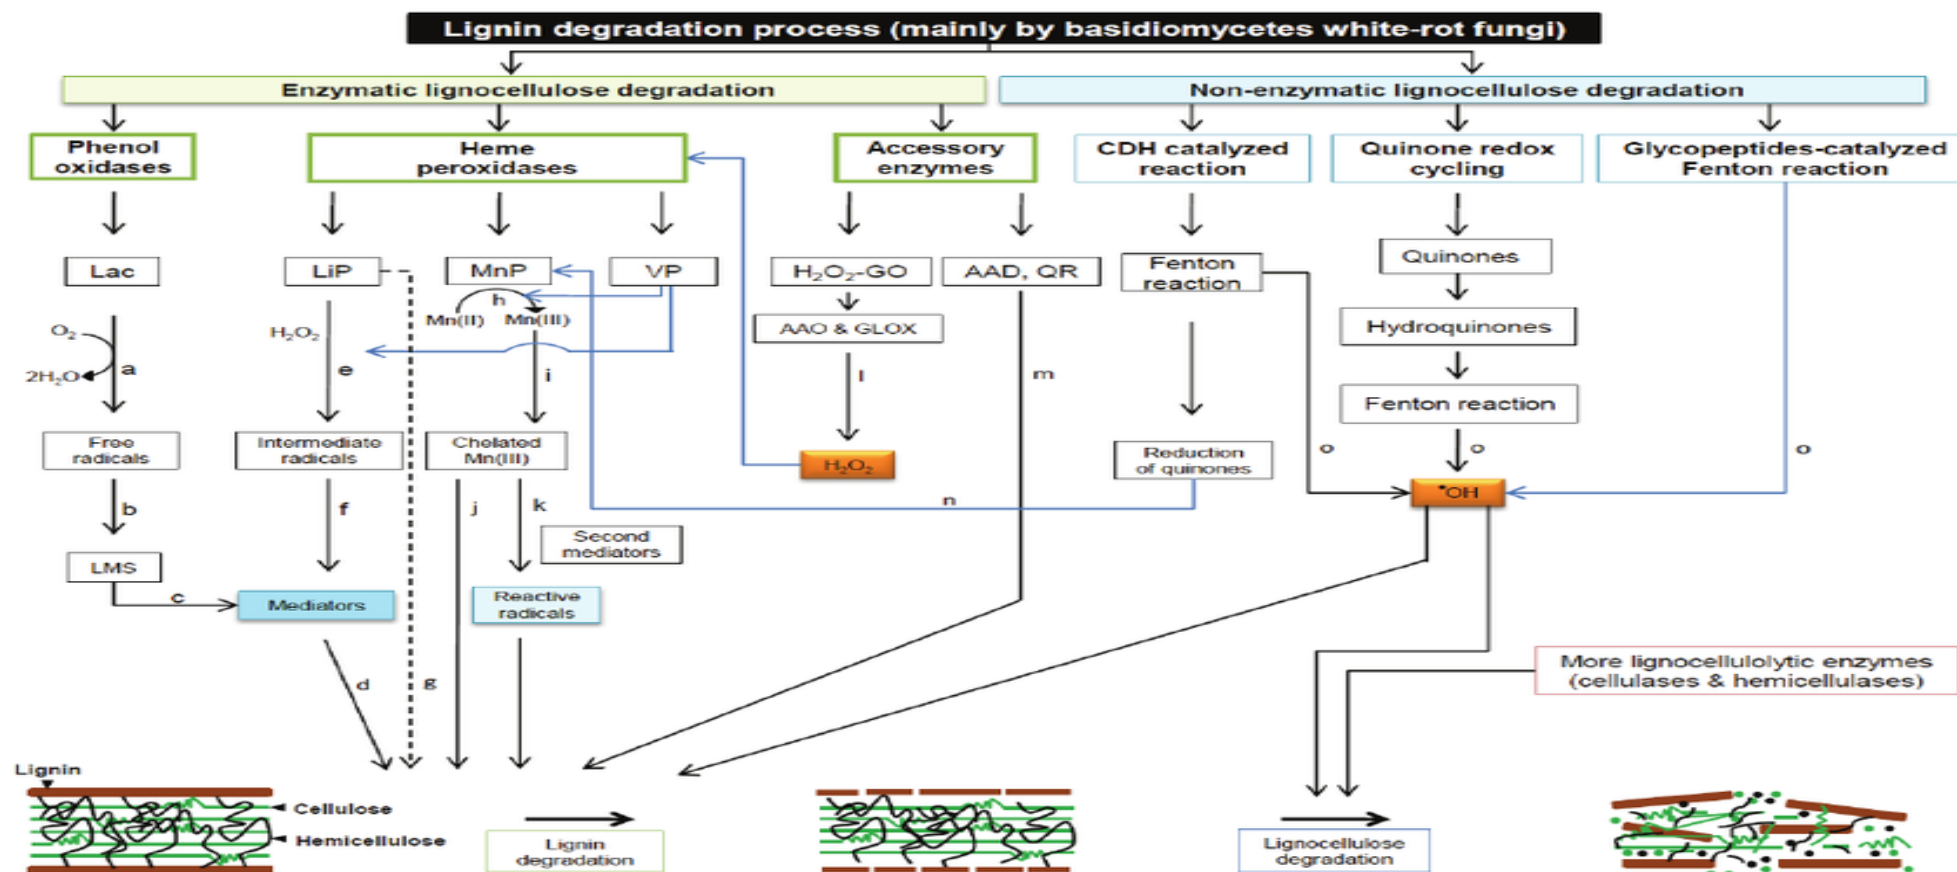 Lignin degradation process (mainly by basidiomycetes white-rot fungi)
Enzymatic lignocellulose degradation
Non-enzymatic lignocellulose degradation
Phenol
oxidases
Heme
peroxidases
Accessory
enzymes
CDH catalyzed
reaction
Quinone redox
cycling
Glycopeptides-catalyzed
Fenton reaction
Lac
LiP
MnP
VP
H₂O₂-GO
AAD, QR
Fenton
reaction
Quinones
h
Mn(II)
Mn(III)
O₂
2H₂O
a
H₂O₂
e
i
AAO & GLOX
l
m
Hydroquinones
Fenton reaction
Free
radicals
Intermediate
radicals
Chelated
Mn(III)
H₂O₂
Reduction
of quinones
o
o
o
•OH
b
f
j
k
n
Second
mediators
LMS
c
Mediators
Reactive
radicals
d
g
More lignocellulolytic enzymes
(cellulases & hemicellulases)
Lignin
Cellulose
Hemicellulose
Lignin
degradation
Lignocellulose
degradation